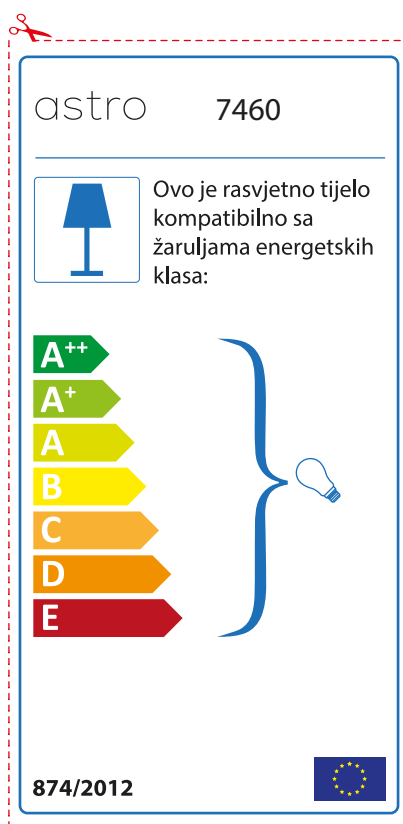 astro 7460
Ovo je rasvjetno tijelo
kompatibilno sa
žaruljama energetskih
klasa:
A++
A+
A
B
C
D
E
874/2012